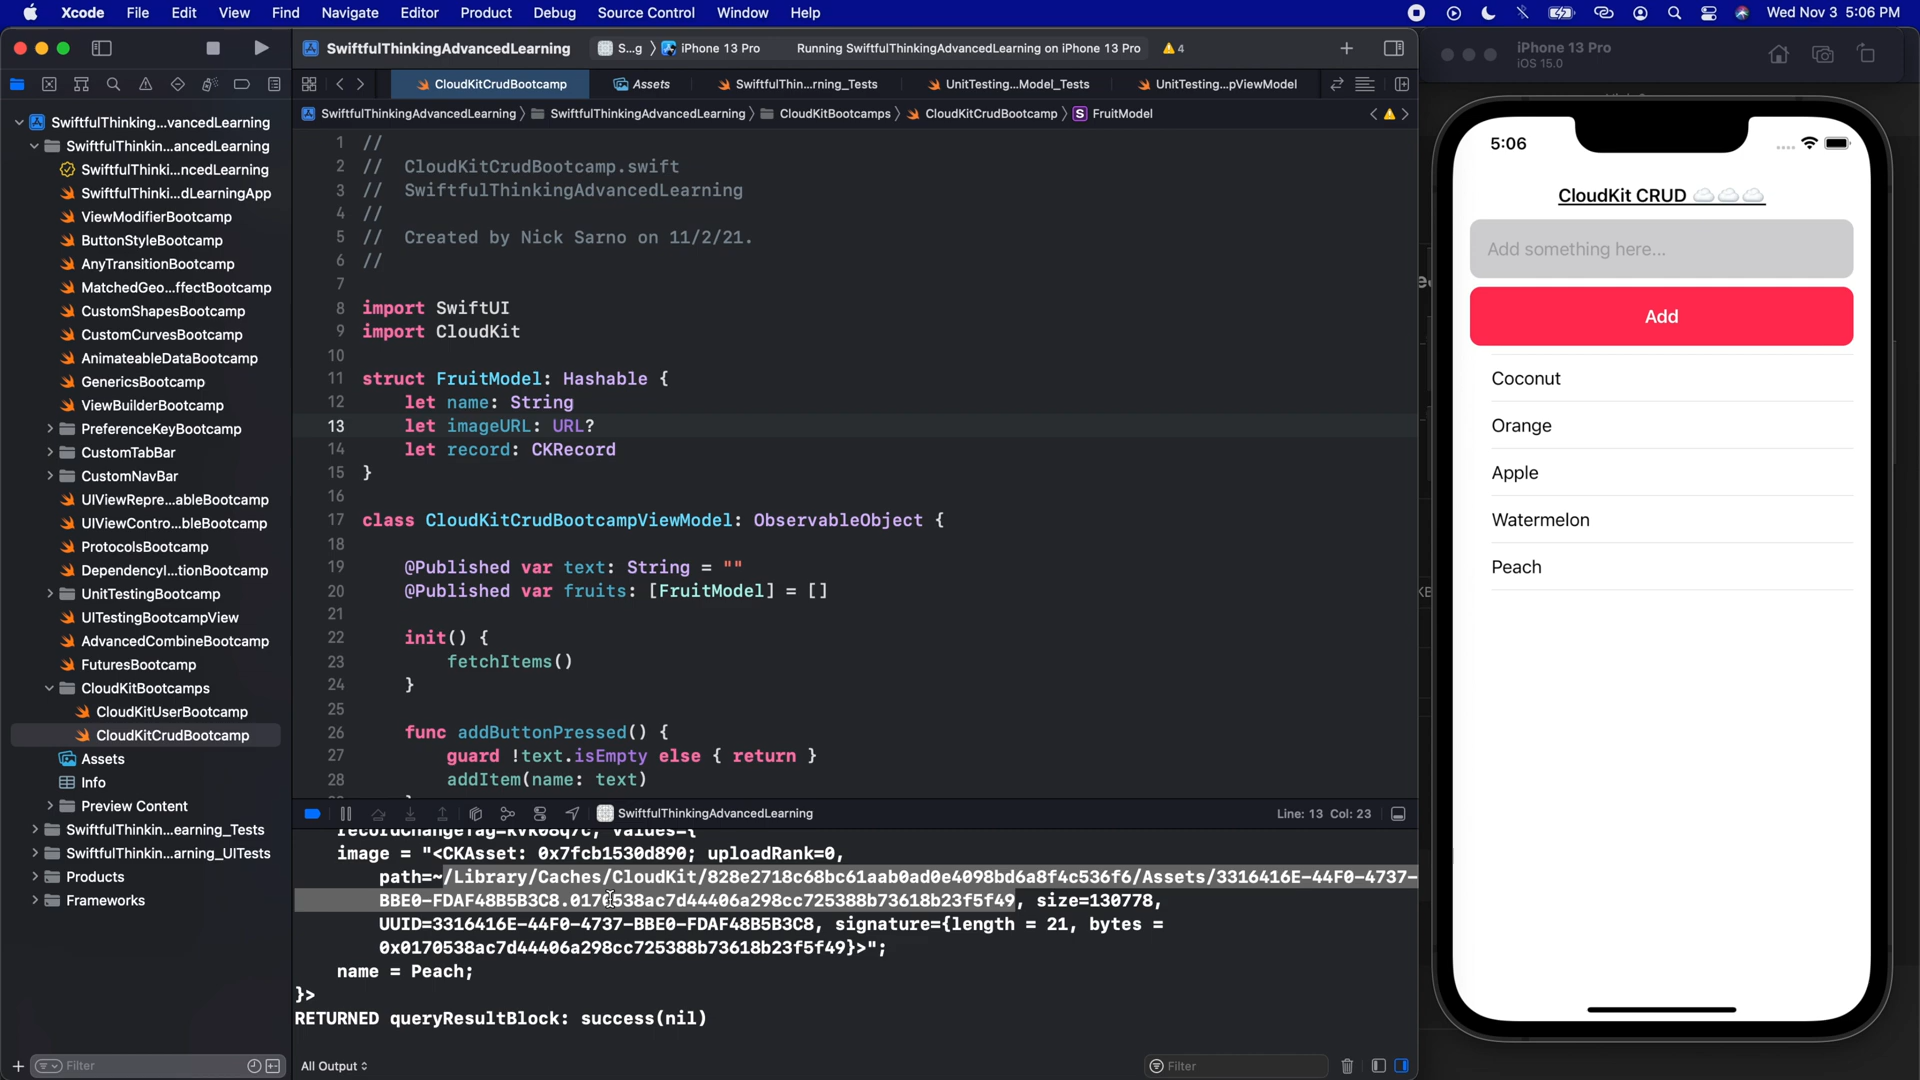 Xcode File Edit View Find Navigate Editor Product Debug Source Control Window Help Wed Nov 3 5:06 PM
SwiftfulThinkingAdvancedLearning S...g iPhone 13 Pro Running SwiftfulThinkingAdvancedLearning on iPhone 13 Pro 4
CloudKitCrudBootcamp Assets SwiftfulThin...rning_Tests UnitTesting...Model_Tests UnitTesting...pViewModel
SwiftfulThinkingAdvancedLearning SwiftfulThinkingAdvancedLearning CloudKitBootcamps CloudKitCrudBootcamp S FruitModel
SwiftfulThinking...vancedLearning
SwiftfulThinkin...ancedLearning
SwiftfulThinki...ncedLearning
SwiftfulThinki...dLearningApp
ViewModifierBootcamp
ButtonStyleBootcamp
AnyTransitionBootcamp
MatchedGeo...ffectBootcamp
CustomShapesBootcamp
CustomCurvesBootcamp
AnimateableDataBootcamp
GenericsBootcamp
ViewBuilderBootcamp
PreferenceKeyBootcamp
CustomTabBar
CustomNavBar
UIViewRepre...ableBootcamp
UIViewContro...bleBootcamp
ProtocolsBootcamp
DependencyI...tionBootcamp
UnitTestingBootcamp
UITestingBootcampView
AdvancedCombineBootcamp
FuturesBootcamp
CloudKitBootcamps
CloudKitUserBootcamp
CloudKitCrudBootcamp
Assets
Info
Preview Content
SwiftfulThinkin...earning_Tests
SwiftfulThinkin...arning_UITests
Products
Frameworks
Filter
1 //
2 // CloudKitCrudBootcamp.swift
3 // SwiftfulThinkingAdvancedLearning
4 //
5 // Created by Nick Sarno on 11/2/21.
6 //
7
8 import SwiftUI
9 import CloudKit
10
11 struct FruitModel: Hashable {
12 let name: String
13 let imageURL: URL?
14 let record: CKRecord
15 }
16
17 class CloudKitCrudBootcampViewModel: ObservableObject {
18
19 @Published var text: String = ""
20 @Published var fruits: [FruitModel] = []
21
22 init() {
23 fetchItems()
24 }
25
26 func addButtonPressed() {
27 guard !text.isEmpty else { return }
28 addItem(name: text)
SwiftfulThinkingAdvancedLearning Line: 13 Col: 23
recordChangeTag=kvk08q7c, values={
image = "<CKAsset: 0x7fcb1530d890; uploadRank=0,
path=~/Library/Caches/CloudKit/828e2718c68bc61aab0ad0e4098bd6a8f4c536f6/Assets/3316416E-44F0-4737-
BBE0-FDAF48B5B3C8.0170538ac7d44406a298cc725388b73618b23f5f49, size=130778,
UUID=3316416E-44F0-4737-BBE0-FDAF48B5B3C8, signature={length = 21, bytes =
0x0170538ac7d44406a298cc725388b73618b23f5f49}>";
name = Peach;
}>
RETURNED queryResultBlock: success(nil)
All Output Filter
iPhone 13 Pro
iOS 15.0
5:06
CloudKit CRUD ☁️☁️☁️
Add something here...
Add
Coconut
Orange
Apple
Watermelon
Peach